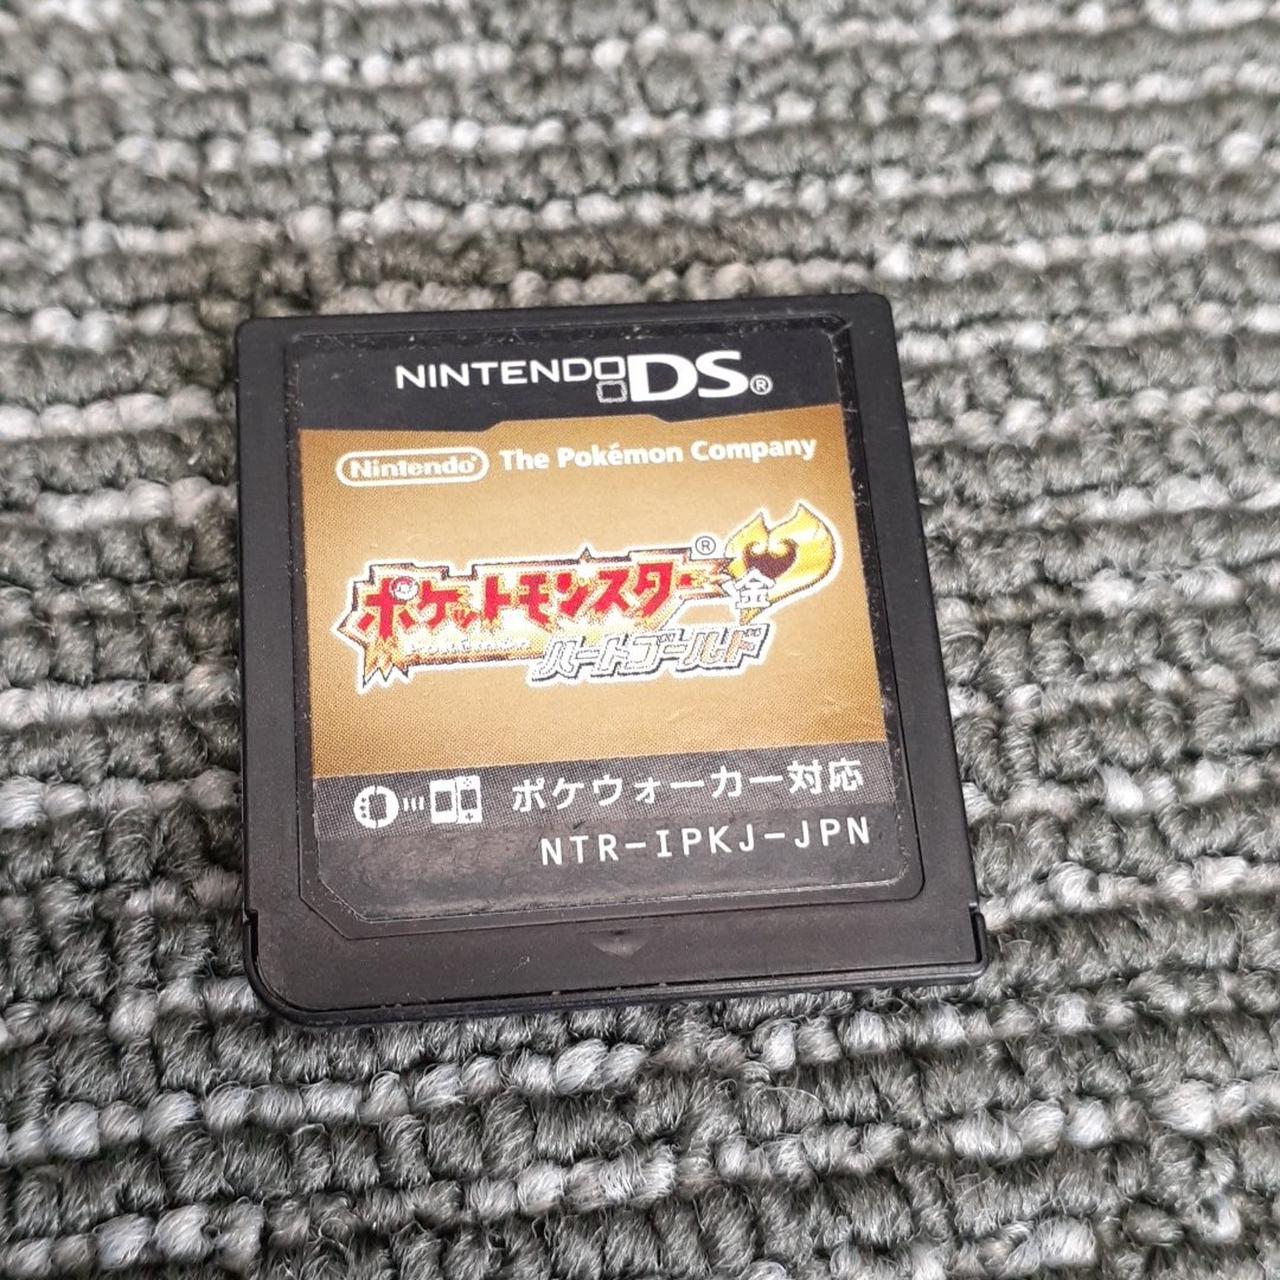 NINTENDO DS®
Nintendo® The Pokémon Company
ポケットモンスター® 金
ハートゴールド
ポケウォーカー対応
NTR-IPKJ-JPN